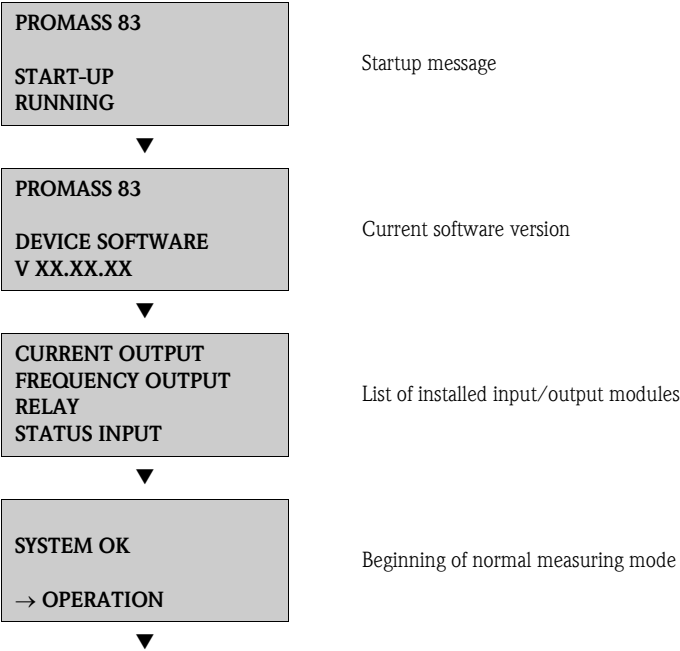 PROMASS 83
START-UP
RUNNING
Startup message
▼
PROMASS 83
DEVICE SOFTWARE
V XX.XX.XX
Current software version
▼
CURRENT OUTPUT
FREQUENCY OUTPUT
RELAY
STATUS INPUT
List of installed input/output modules
▼
SYSTEM OK
→ OPERATION
Beginning of normal measuring mode
▼